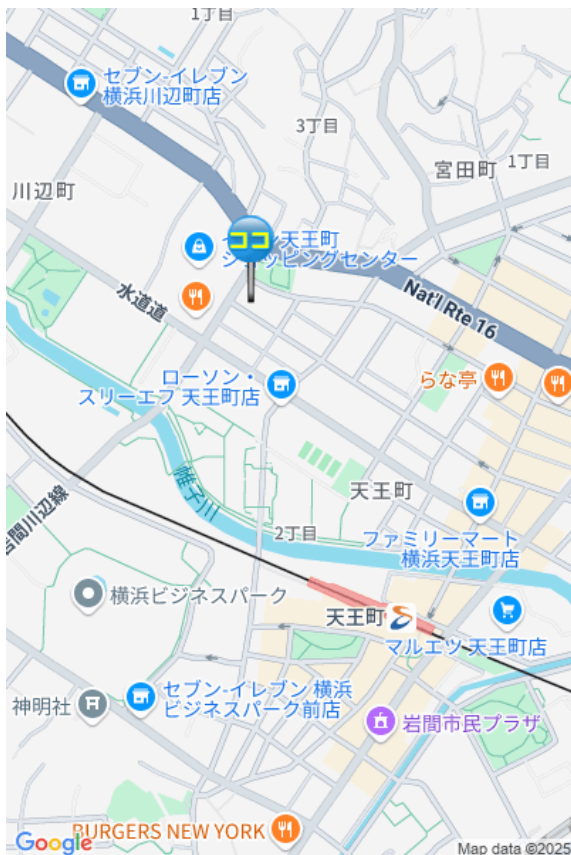 1丁目
セブン-イレブン
横浜川辺町店
3丁目
1丁目
宮田町
川辺町
ココ
天王町
ショッピングセンター
水道道
Nat'l Rte 16
らな亭
ローソン・
スリーエフ 天王町店
帷子川
天王町
2丁目
ファミリーマート
横浜天王町店
岩間川辺線
横浜ビジネスパーク
天王町
マルエツ 天王町店
神明社
セブン-イレブン 横浜
ビジネスパーク前店
岩間市民プラザ
BURGERS NEW YORK
Google
Map data ©2025